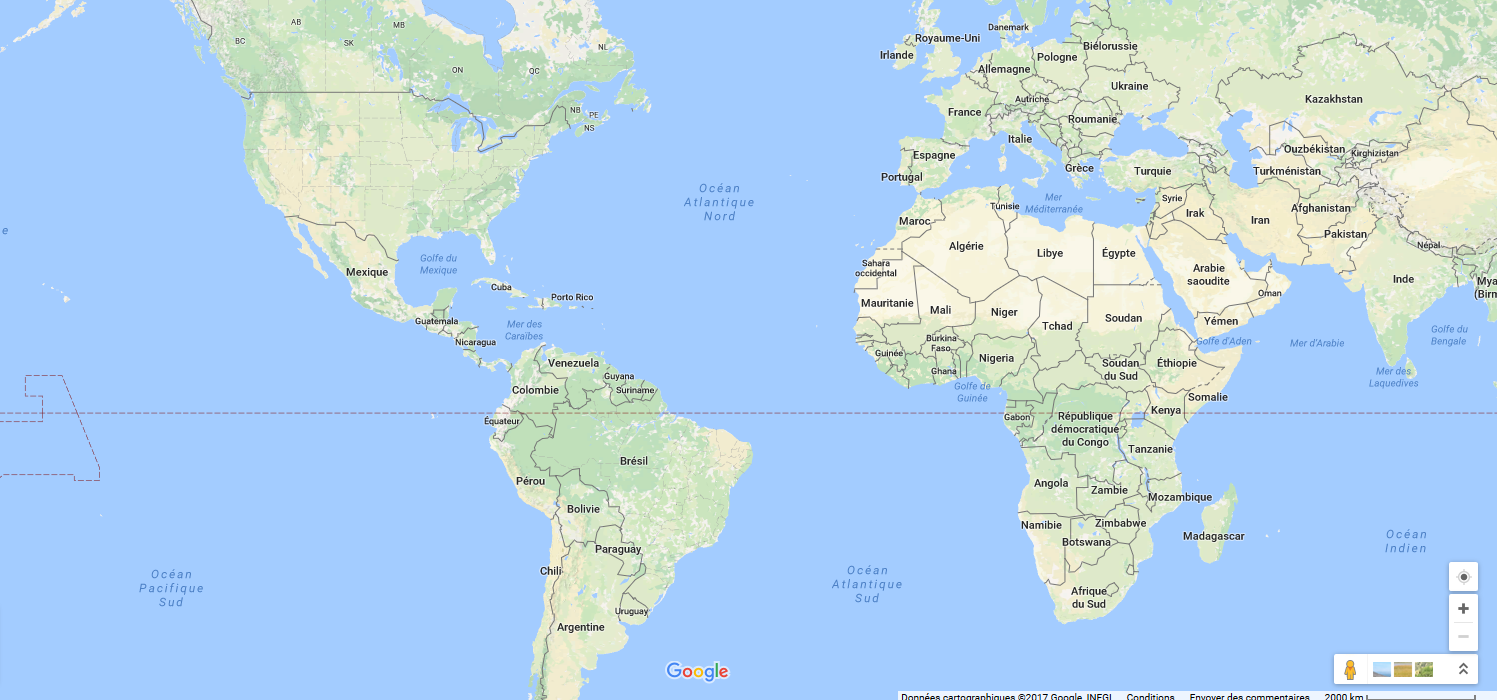 AB
MB
BC
SK
NL
ON
QC
NB
PE
NS
Danemark
Royaume-Uni
Irlande
Biélorussie
Pologne
Allemagne
Ukraine
Kazakhstan
Autriche
France
Roumanie
Italie
Ouzbékistan
Kirghizistan
Espagne
Grèce
Turquie
Turkménistan
Portugal
Océan
Atlantique
Nord
Mer
Méditerranée
Tunisie
Syrie
Irak
Iran
Afghanistan
Pakistan
Maroc
Népal
Algérie
Libye
Égypte
Golfe du
Mexique
Mexique
Sahara
occidental
Arabie
saoudite
Inde
Mya
(Birn
Oman
Cuba
Porto Rico
Mauritanie
Mali
Niger
Tchad
Soudan
Yémen
Guatemala
Mer des
Caraïbes
Nicaragua
Burkina
Faso
Guinée
Golfe d'Aden
Mer d'Arabie
Golfe du
Bengale
Venezuela
Guyana
Suriname
Colombie
Ghana
Nigeria
Soudan
du Sud
Éthiopie
Mer des
Laquedives
Golfe de
Guinée
Somalie
Équateur
Gabon
République
démocratique
du Congo
Kenya
Tanzanie
Brésil
Pérou
Bolivie
Angola
Zambie
Mozambique
Namibie
Zimbabwe
Botswana
Madagascar
Océan
Indien
Paraguay
Chili
Océan
Pacifique
Sud
Océan
Atlantique
Sud
Afrique
du Sud
Uruguay
Argentine
Google
Données cartographiques ©2017 Google, INEGI Conditions Envoyer des commentaires 2000 km